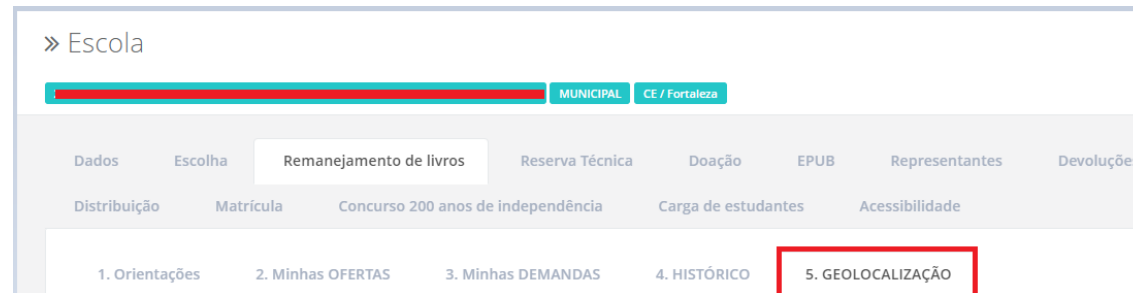 » Escola
MUNICIPAL CE / Fortaleza
Dados Escolha Remanejamento de livros Reserva Técnica Doação EPUB Representantes Devoluçõe
Distribuição Matrícula Concurso 200 anos de independência Carga de estudantes Acessibilidade
1. Orientações 2. Minhas OFERTAS 3. Minhas DEMANDAS 4. HISTÓRICO 5. GEOLOCALIZAÇÃO